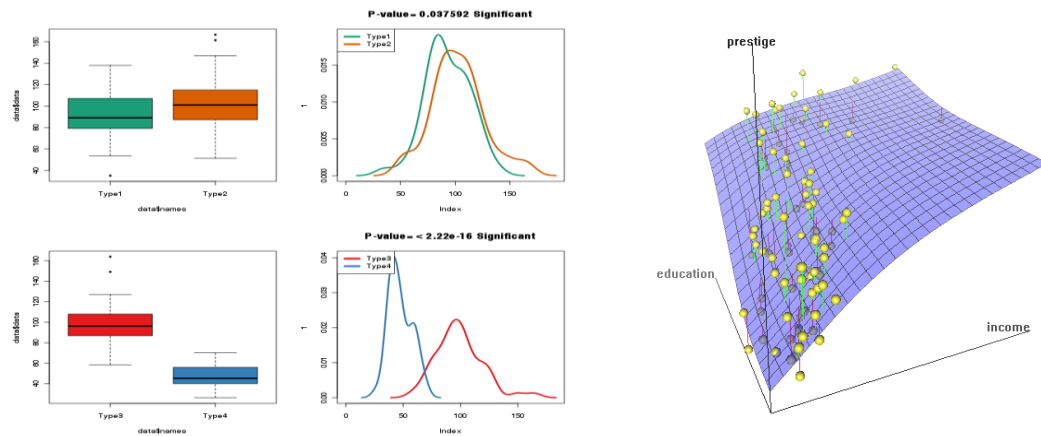 P-value= 0.037592 Significant
data$data
40 60 80 100 120 140 160
Type1 Type2
data$names
Type1
Type2
1
0.000 0.005 0.010 0.015
0 50 100 150
Index
P-value= < 2.22e-16 Significant
data$data
40 60 80 100 120 140 160
Type3 Type4
data$names
Type3
Type4
1
0.00 0.01 0.02 0.03 0.04
0 50 100 150
Index
prestige
education
income